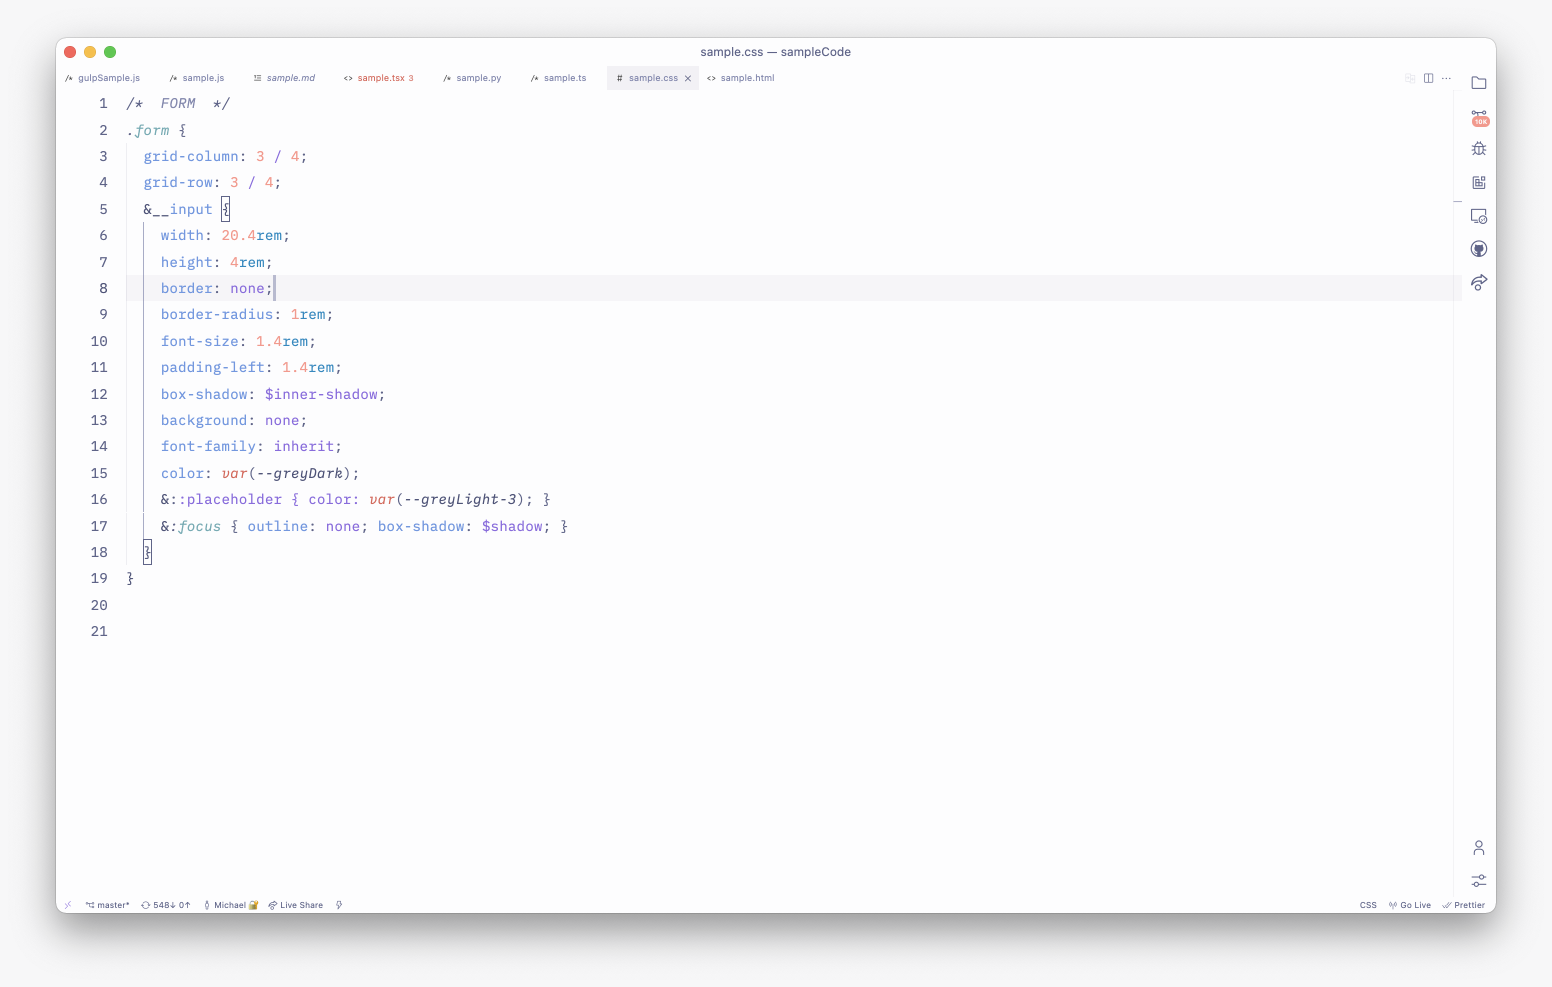 sample.css — sampleCode
gulpSample.js sample.js sample.md sample.tsx 3 sample.py sample.ts # sample.css sample.html
10K
1 /*  FORM  */
2 .form {
3   grid-column: 3 / 4;
4   grid-row: 3 / 4;
5   &__input {
6     width: 20.4rem;
7     height: 4rem;
8     border: none;
9     border-radius: 1rem;
10     font-size: 1.4rem;
11     padding-left: 1.4rem;
12     box-shadow: $inner-shadow;
13     background: none;
14     font-family: inherit;
15     color: var(--greyDark);
16     &::placeholder { color: var(--greyLight-3); }
17     &:focus { outline: none; box-shadow: $shadow; }
18   }
19 }
20
21
master* 548↓ 0↑ Michael 🔐 Live Share CSS Go Live Prettier